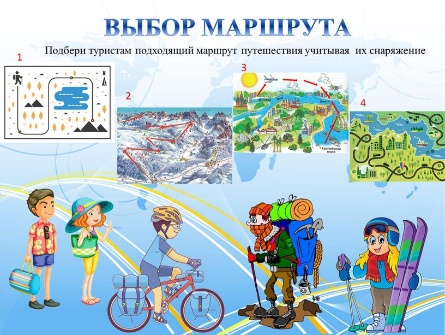 ВЫБОР МАРШРУТА
Подбери туристам подходящий маршрут путешествия учитывая их снаряжение
1
2
3
4